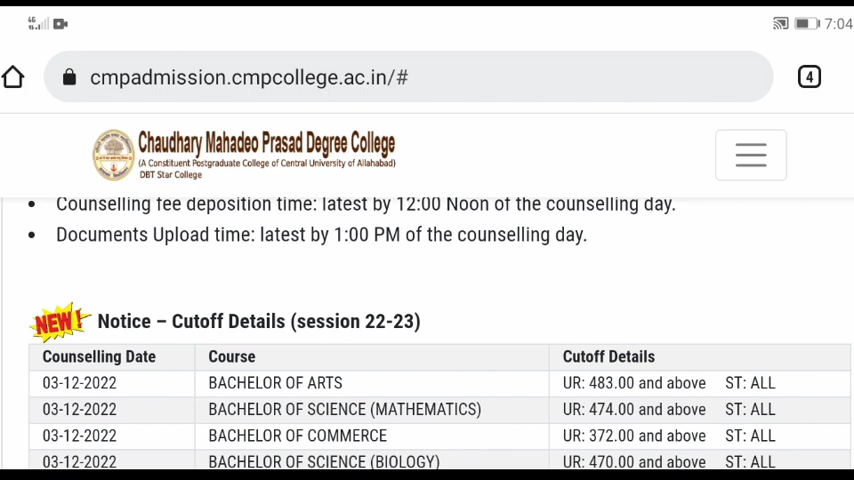 4G
7:04
cmpadmission.cmpcollege.ac.in/#
4
Chaudhary Mahadeo Prasad Degree College
(A Constituent Postgraduate College of Central University of Allahabad)
DBT Star College
• Counselling fee deposition time: latest by 12:00 Noon of the counselling day.
• Documents Upload time: latest by 1:00 PM of the counselling day.
NEW! Notice – Cutoff Details (session 22-23)
Counselling Date Course Cutoff Details
03-12-2022 BACHELOR OF ARTS UR: 483.00 and above ST: ALL
03-12-2022 BACHELOR OF SCIENCE (MATHEMATICS) UR: 474.00 and above ST: ALL
03-12-2022 BACHELOR OF COMMERCE UR: 372.00 and above ST: ALL
03-12-2022 BACHELOR OF SCIENCE (BIOLOGY) UR: 470.00 and above ST: ALL